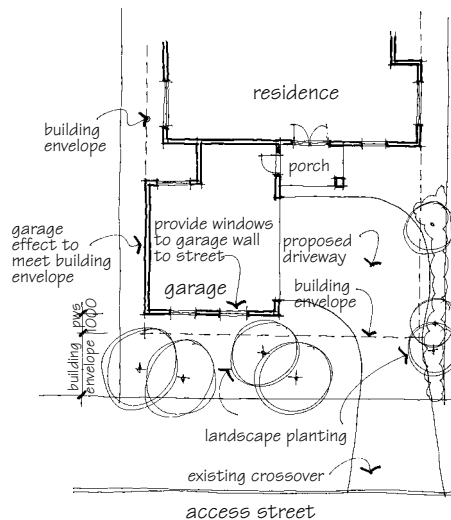 residence
building
envelope
porch
garage
effect to
meet building
envelope
provide windows
to garage wall
to street
proposed
driveway
garage
building
envelope
pws
1000
building
envelope
landscape planting
existing crossover
access street